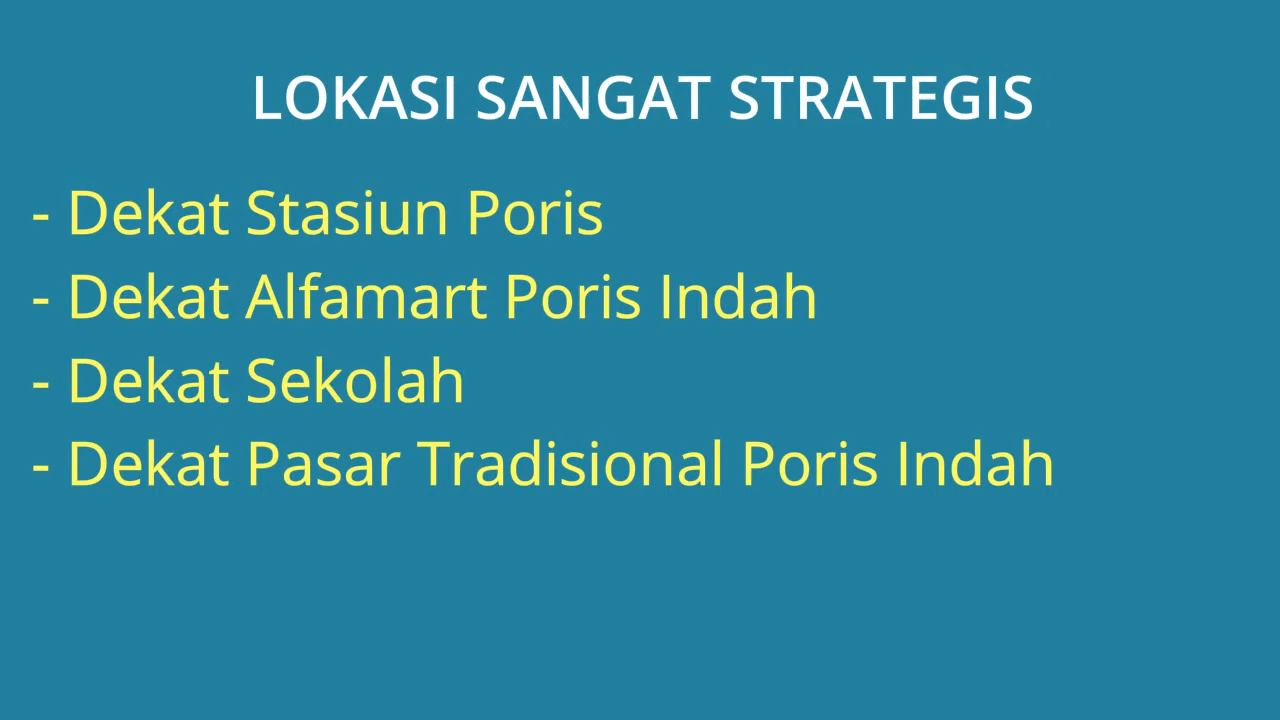 LOKASI SANGAT STRATEGIS
- Dekat Stasiun Poris
- Dekat Alfamart Poris Indah
- Dekat Sekolah
- Dekat Pasar Tradisional Poris Indah